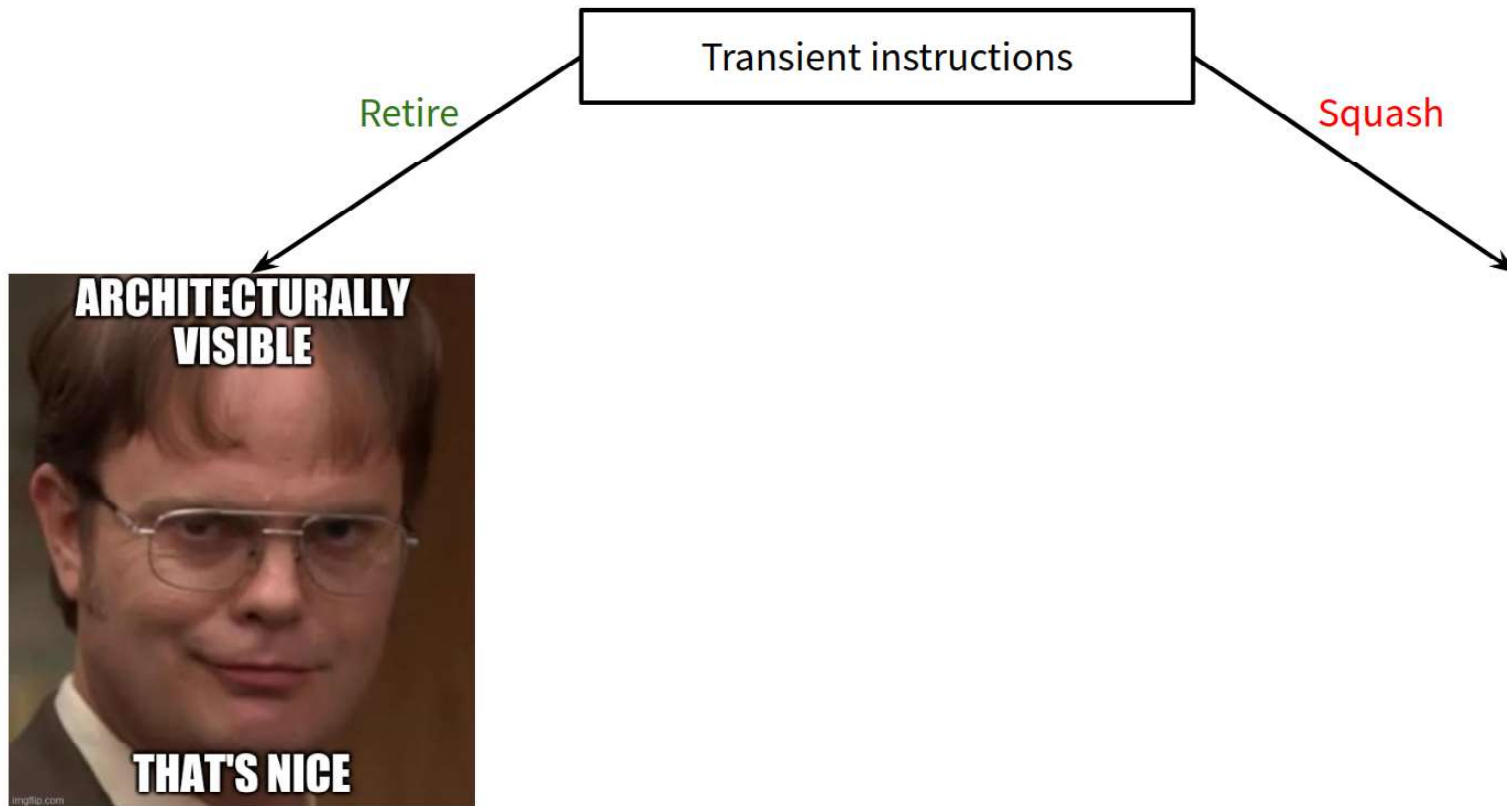 Transient instructions
Retire
Squash
ARCHITECTURALLY
VISIBLE
THAT'S NICE
imgflip.com